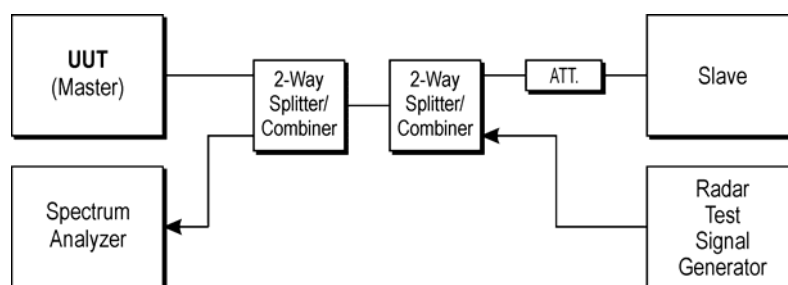 UUT
(Master)
2-Way
Splitter/
Combiner
2-Way
Splitter/
Combiner
ATT.
Slave
Spectrum
Analyzer
Radar
Test
Signal
Generator